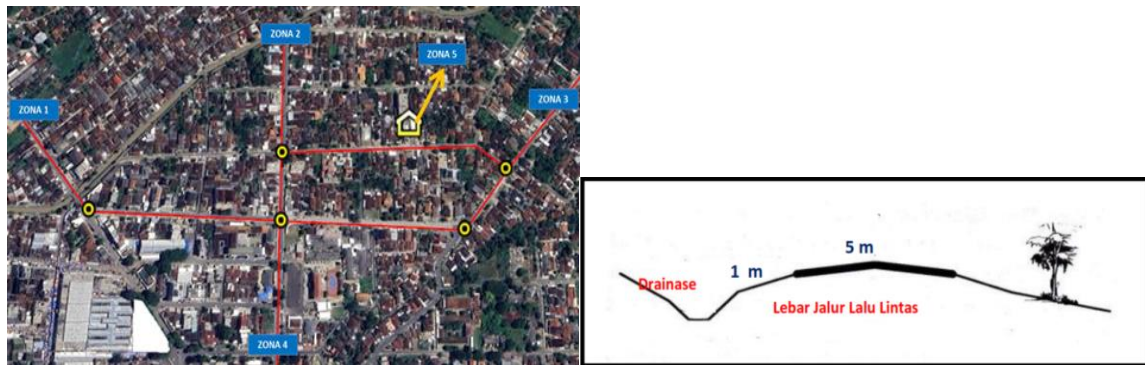 ZONA 2
ZONA 5
ZONA 1
ZONA 3
ZONA 4
5 m
1 m
Drainase
Lebar Jalur Lalu Lintas